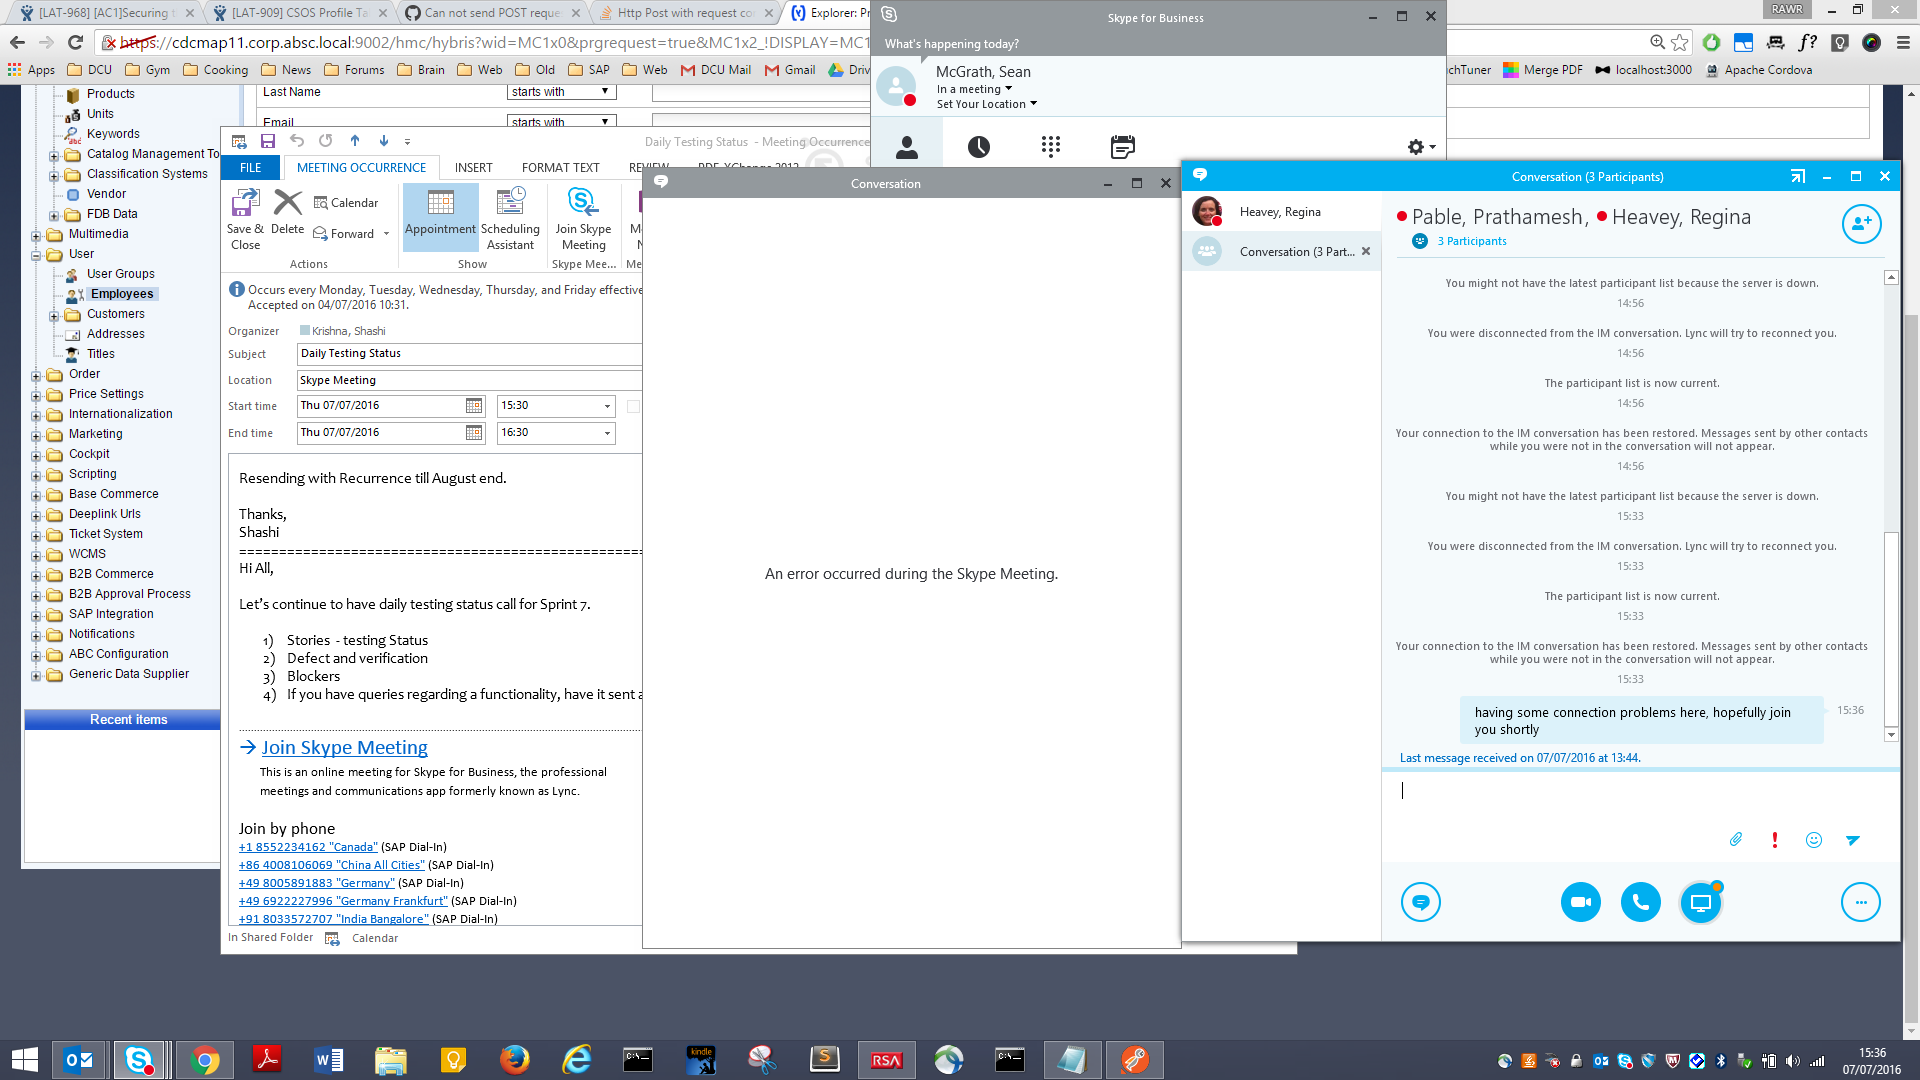 [LAT-968] [AC1]Securing t
[LAT-909] CSOS Profile Ta
Can not send POST reque
Http Post with request co
Explorer: Pr
RAWR
https://cdcmap11.corp.absc.local:9002/hmc/hybris?wid=MC1x0&prgrequest=true&MC1x2_!DISPLAY=MC1
Apps
DCU
Gym
Cooking
News
Forums
Brain
Web
Old
SAP
Web
DCU Mail
Gmail
Driv
uchTuner
Merge PDF
localhost:3000
Apache Cordova
Skype for Business
What's happening today?
McGrath, Sean
In a meeting
Set Your Location
Products
Units
Keywords
Catalog Management To
Classification Systems
Vendor
FDB Data
Multimedia
User
User Groups
Employees
Customers
Addresses
Titles
Order
Price Settings
Internationalization
Marketing
Cockpit
Scripting
Base Commerce
Deeplink Urls
Ticket System
WCMS
B2B Commerce
B2B Approval Process
SAP Integration
Notifications
ABC Configuration
Generic Data Supplier
Recent items
Last Name
starts with
Email
starts with
Daily Testing Status - Meeting Occurrence
FILE
MEETING OCCURRENCE
INSERT
FORMAT TEXT
REVIEW
PDF-XChange 2012
Save & Close
Delete
Calendar
Forward
Actions
Appointment
Scheduling Assistant
Show
Join Skype Meeting
Skype Mee...
Occurs every Monday, Tuesday, Wednesday, Thursday, and Friday effective
Accepted on 04/07/2016 10:31.
Organizer
Krishna, Shashi
Subject
Daily Testing Status
Location
Skype Meeting
Start time
Thu 07/07/2016
15:30
End time
Thu 07/07/2016
16:30
Resending with Recurrence till August end.
Thanks,
Shashi
Hi All,
Let's continue to have daily testing status call for Sprint 7.
1) Stories - testing Status
2) Defect and verification
3) Blockers
4) If you have queries regarding a functionality, have it sent a
Join Skype Meeting
This is an online meeting for Skype for Business, the professional
meetings and communications app formerly known as Lync.
Join by phone
+1 8552234162 "Canada" (SAP Dial-In)
+86 4008106069 "China All Cities" (SAP Dial-In)
+49 8005891883 "Germany" (SAP Dial-In)
+49 6922227996 "Germany Frankfurt" (SAP Dial-In)
+91 8033572707 "India Bangalore" (SAP Dial-In)
In Shared Folder
Calendar
Conversation
An error occurred during the Skype Meeting.
Conversation (3 Participants)
Heavey, Regina
Conversation (3 Part...
Pable, Prathamesh, Heavey, Regina
3 Participants
You might not have the latest participant list because the server is down.
14:56
You were disconnected from the IM conversation. Lync will try to reconnect you.
14:56
The participant list is now current.
14:56
Your connection to the IM conversation has been restored. Messages sent by other contacts
while you were not in the conversation will not appear.
14:56
You might not have the latest participant list because the server is down.
15:33
You were disconnected from the IM conversation. Lync will try to reconnect you.
15:33
The participant list is now current.
15:33
Your connection to the IM conversation has been restored. Messages sent by other contacts
while you were not in the conversation will not appear.
15:33
having some connection problems here, hopefully join
you shortly
15:36
Last message received on 07/07/2016 at 13:44.
kindle
RSA
15:36
07/07/2016